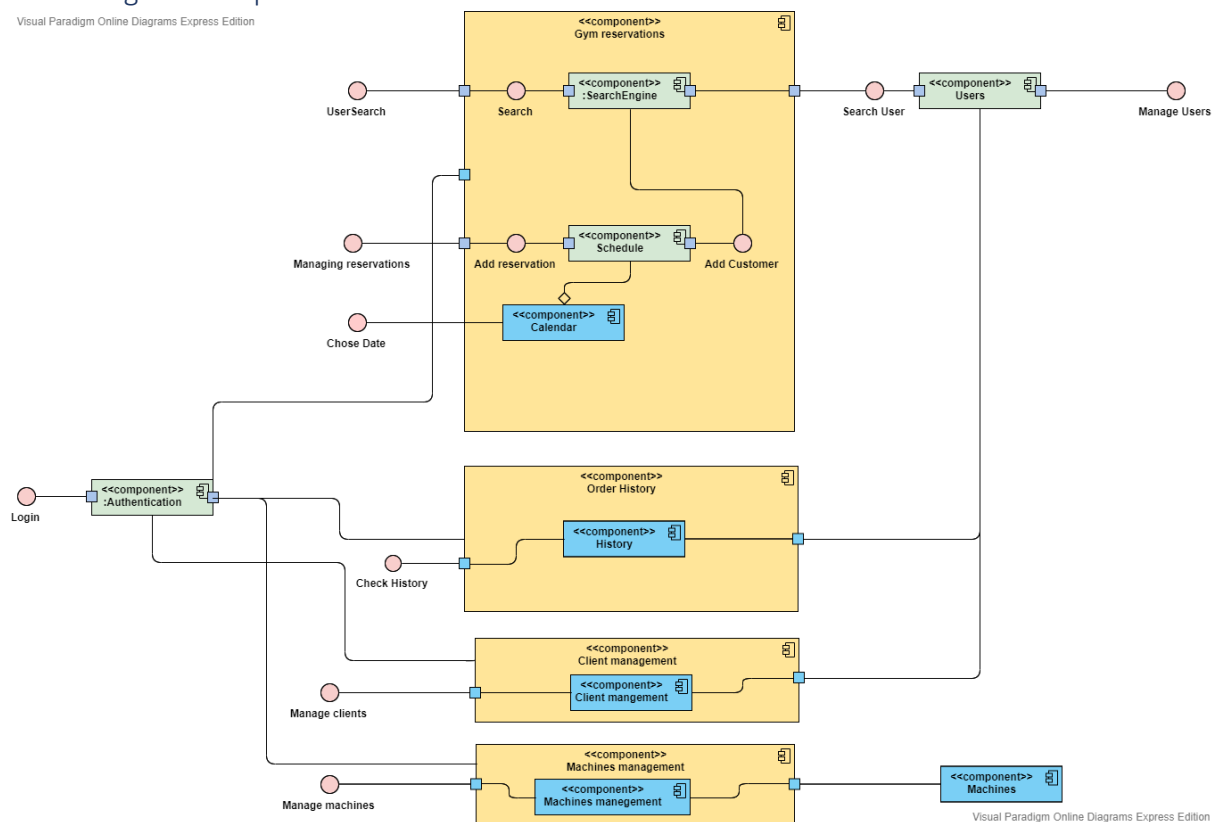 Visual Paradigm Online Diagrams Express Edition
<<component>>
Gym reservations
UserSearch
Search
<<component>>
:SearchEngine
Search User
<<component>>
Users
Manage Users
Managing reservations
Add reservation
<<component>>
Schedule
Add Customer
Chose Date
<<component>>
Calendar
Login
<<component>>
:Authentication
<<component>>
Order History
<<component>>
History
Check History
<<component>>
Client management
<<component>>
Client mangement
Manage clients
<<component>>
Machines management
<<component>>
Machines manegement
Manage machines
<<component>>
Machines
Visual Paradigm Online Diagrams Express Edition